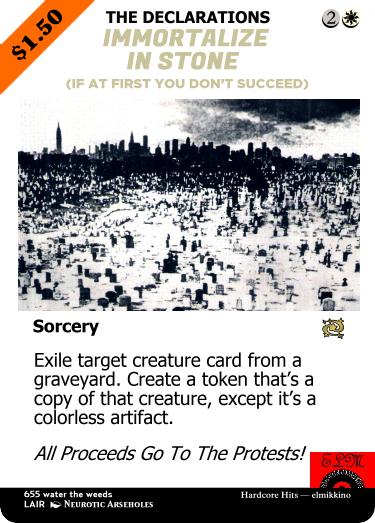 $1.50
THE DECLARATIONS
2
IMMORTALIZE
IN STONE
(IF AT FIRST YOU DON'T SUCCEED)
Sorcery
Exile target creature card from a
graveyard. Create a token that's a
copy of that creature, except it's a
colorless artifact.
All Proceeds Go To The Protests!
ELM
655 water the weeds
Hardcore Hits — elmikkino
LAIR NEUROTIC ARSEHOLES